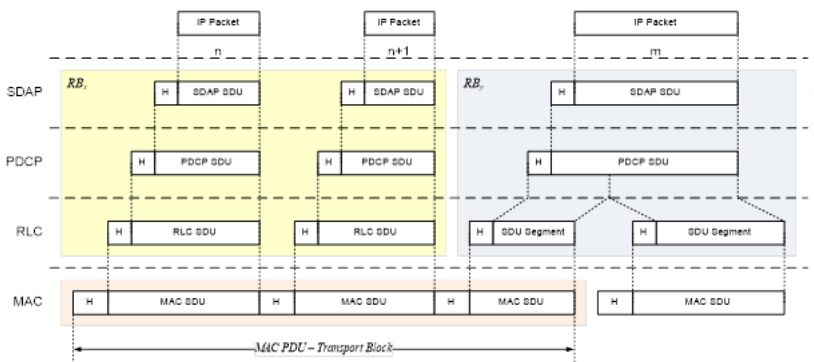 IP Packet IP Packet IP Packet
n n+1 m
SDAP RBx H SDAP SDU H SDAP SDU RBy H SDAP SDU
PDCP H PDCP SDU H PDCP SDU H PDCP SDU
RLC H RLC SDU H RLC SDU H SDU Segment H SDU Segment
MAC H MAC SDU H MAC SDU H MAC SDU H MAC SDU
MAC PDU – Transport Block